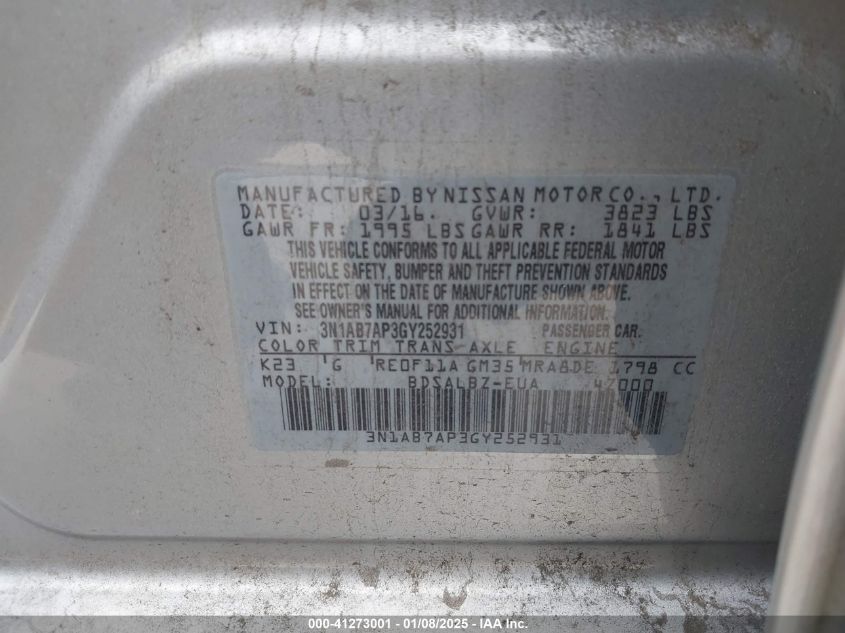 MANUFACTURED BY NISSAN MOTOR CO., LTD.
DATE: 03/16. GVWR: 3823 LBS
GAWR FR: 1995 LBS GAWR RR: 1841 LBS
THIS VEHICLE CONFORMS TO ALL APPLICABLE FEDERAL MOTOR
VEHICLE SAFETY, BUMPER AND THEFT PREVENTION STANDARDS
IN EFFECT ON THE DATE OF MANUFACTURE SHOWN ABOVE.
SEE OWNER'S MANUAL FOR ADDITIONAL INFORMATION.
VIN: 3N1AB7AP3GY252931 PASSENGER CAR.
COLOR TRIM TRANS-AXLE ENGINE
K23 G RE0F11A GM35 MRA8DE 1798 CC
MODEL: BDSALBZ-EUA 47000
3N1AB7AP3GY252931
000-41273001 - 01/08/2025 - IAA Inc.